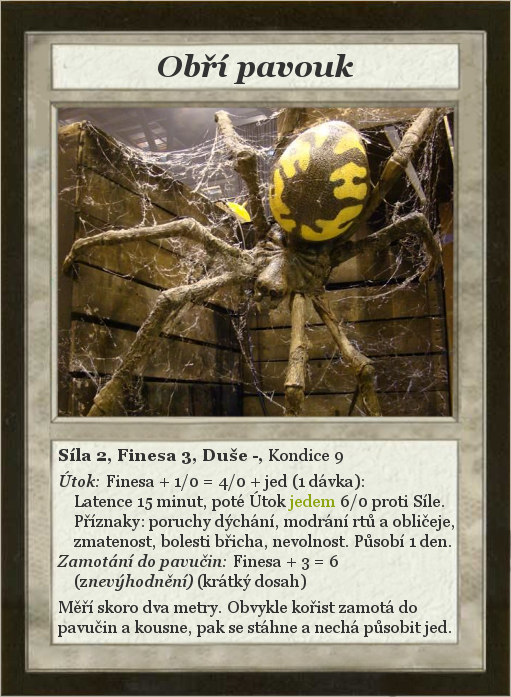 Obří pavouk
Síla 2, Finesa 3, Duše -, Kondice 9
Útok: Finesa + 1/0 = 4/0 + jed (1 dávka):
Latence 15 minut, poté Útok jedem 6/0 proti Síle.
Příznaky: poruchy dýchání, modrání rtů a obličeje,
zmatenost, bolesti břicha, nevolnost. Působí 1 den.
Zamotání do pavučin: Finesa + 3 = 6
(znevýhodnění) (krátký dosah)
Měří skoro dva metry. Obvykle kořist zamotá do
pavučin a kousne, pak se stáhne a nechá působit jed.